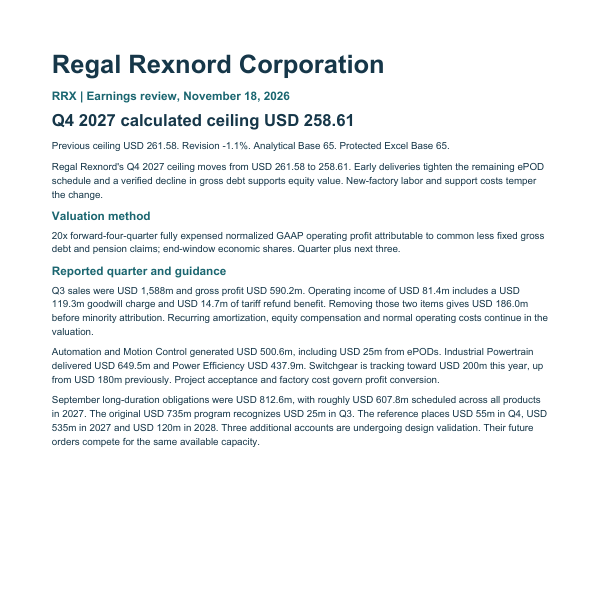 Regal Rexnord Corporation
RRX | Earnings review, November 18, 2026
Q4 2027 calculated ceiling USD 258.61
Previous ceiling USD 261.58. Revision -1.1%. Analytical Base 65. Protected Excel Base 65.
Regal Rexnord's Q4 2027 ceiling moves from USD 261.58 to 258.61. Early deliveries tighten the remaining ePOD
schedule and a verified decline in gross debt supports equity value. New-factory labor and support costs temper
the change.
Valuation method
20x forward-four-quarter fully expensed normalized GAAP operating profit attributable to common less fixed gross
debt and pension claims; end-window economic shares. Quarter plus next three.
Reported quarter and guidance
Q3 sales were USD 1,588m and gross profit USD 590.2m. Operating income of USD 81.4m includes a USD
119.3m goodwill charge and USD 14.7m of tariff refund benefit. Removing those two items gives USD 186.0m
before minority attribution. Recurring amortization, equity compensation and normal operating costs continue in the
valuation.
Automation and Motion Control generated USD 500.6m, including USD 25m from ePODs. Industrial Powertrain
delivered USD 649.5m and Power Efficiency USD 437.9m. Switchgear is tracking toward USD 200m this year, up
from USD 180m previously. Project acceptance and factory cost govern profit conversion.
September long-duration obligations were USD 812.6m, with roughly USD 607.8m scheduled across all products
in 2027. The original USD 735m program recognizes USD 25m in Q3. The reference places USD 55m in Q4, USD
535m in 2027 and USD 120m in 2028. Three additional accounts are undergoing design validation. Their future
orders compete for the same available capacity.